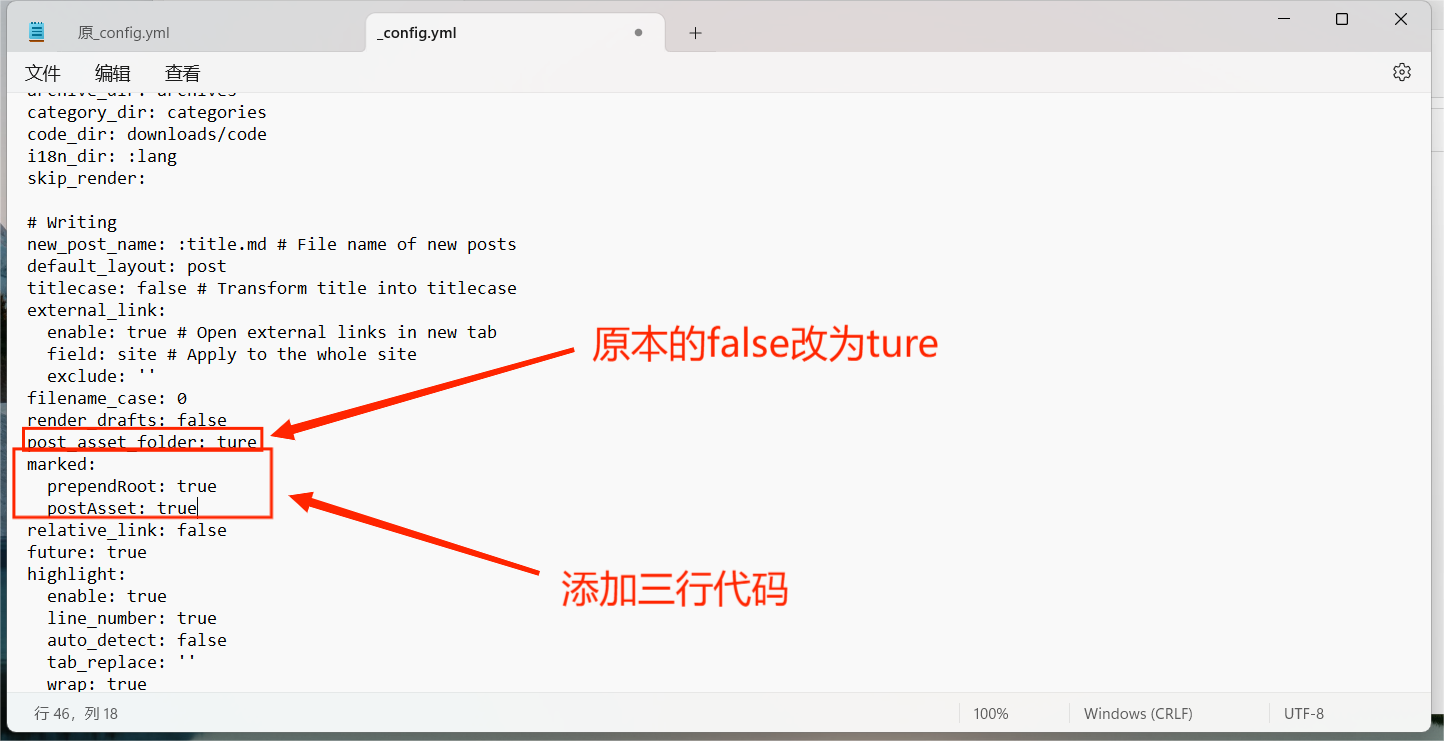 原_config.yml
_config.yml
文件 编辑 查看
archive_dir: archives
category_dir: categories
code_dir: downloads/code
i18n_dir: :lang
skip_render:
# Writing
new_post_name: :title.md # File name of new posts
default_layout: post
titlecase: false # Transform title into titlecase
external_link:
enable: true # Open external links in new tab
field: site # Apply to the whole site
exclude: ''
filename_case: 0
render_drafts: false
post_asset_folder: ture
marked:
prependRoot: true
postAsset: true
relative_link: false
future: true
highlight:
enable: true
line_number: true
auto_detect: false
tab_replace: ''
wrap: true
原本的false改为ture
添加三行代码
行 46，列 18
100%
Windows (CRLF)
UTF-8